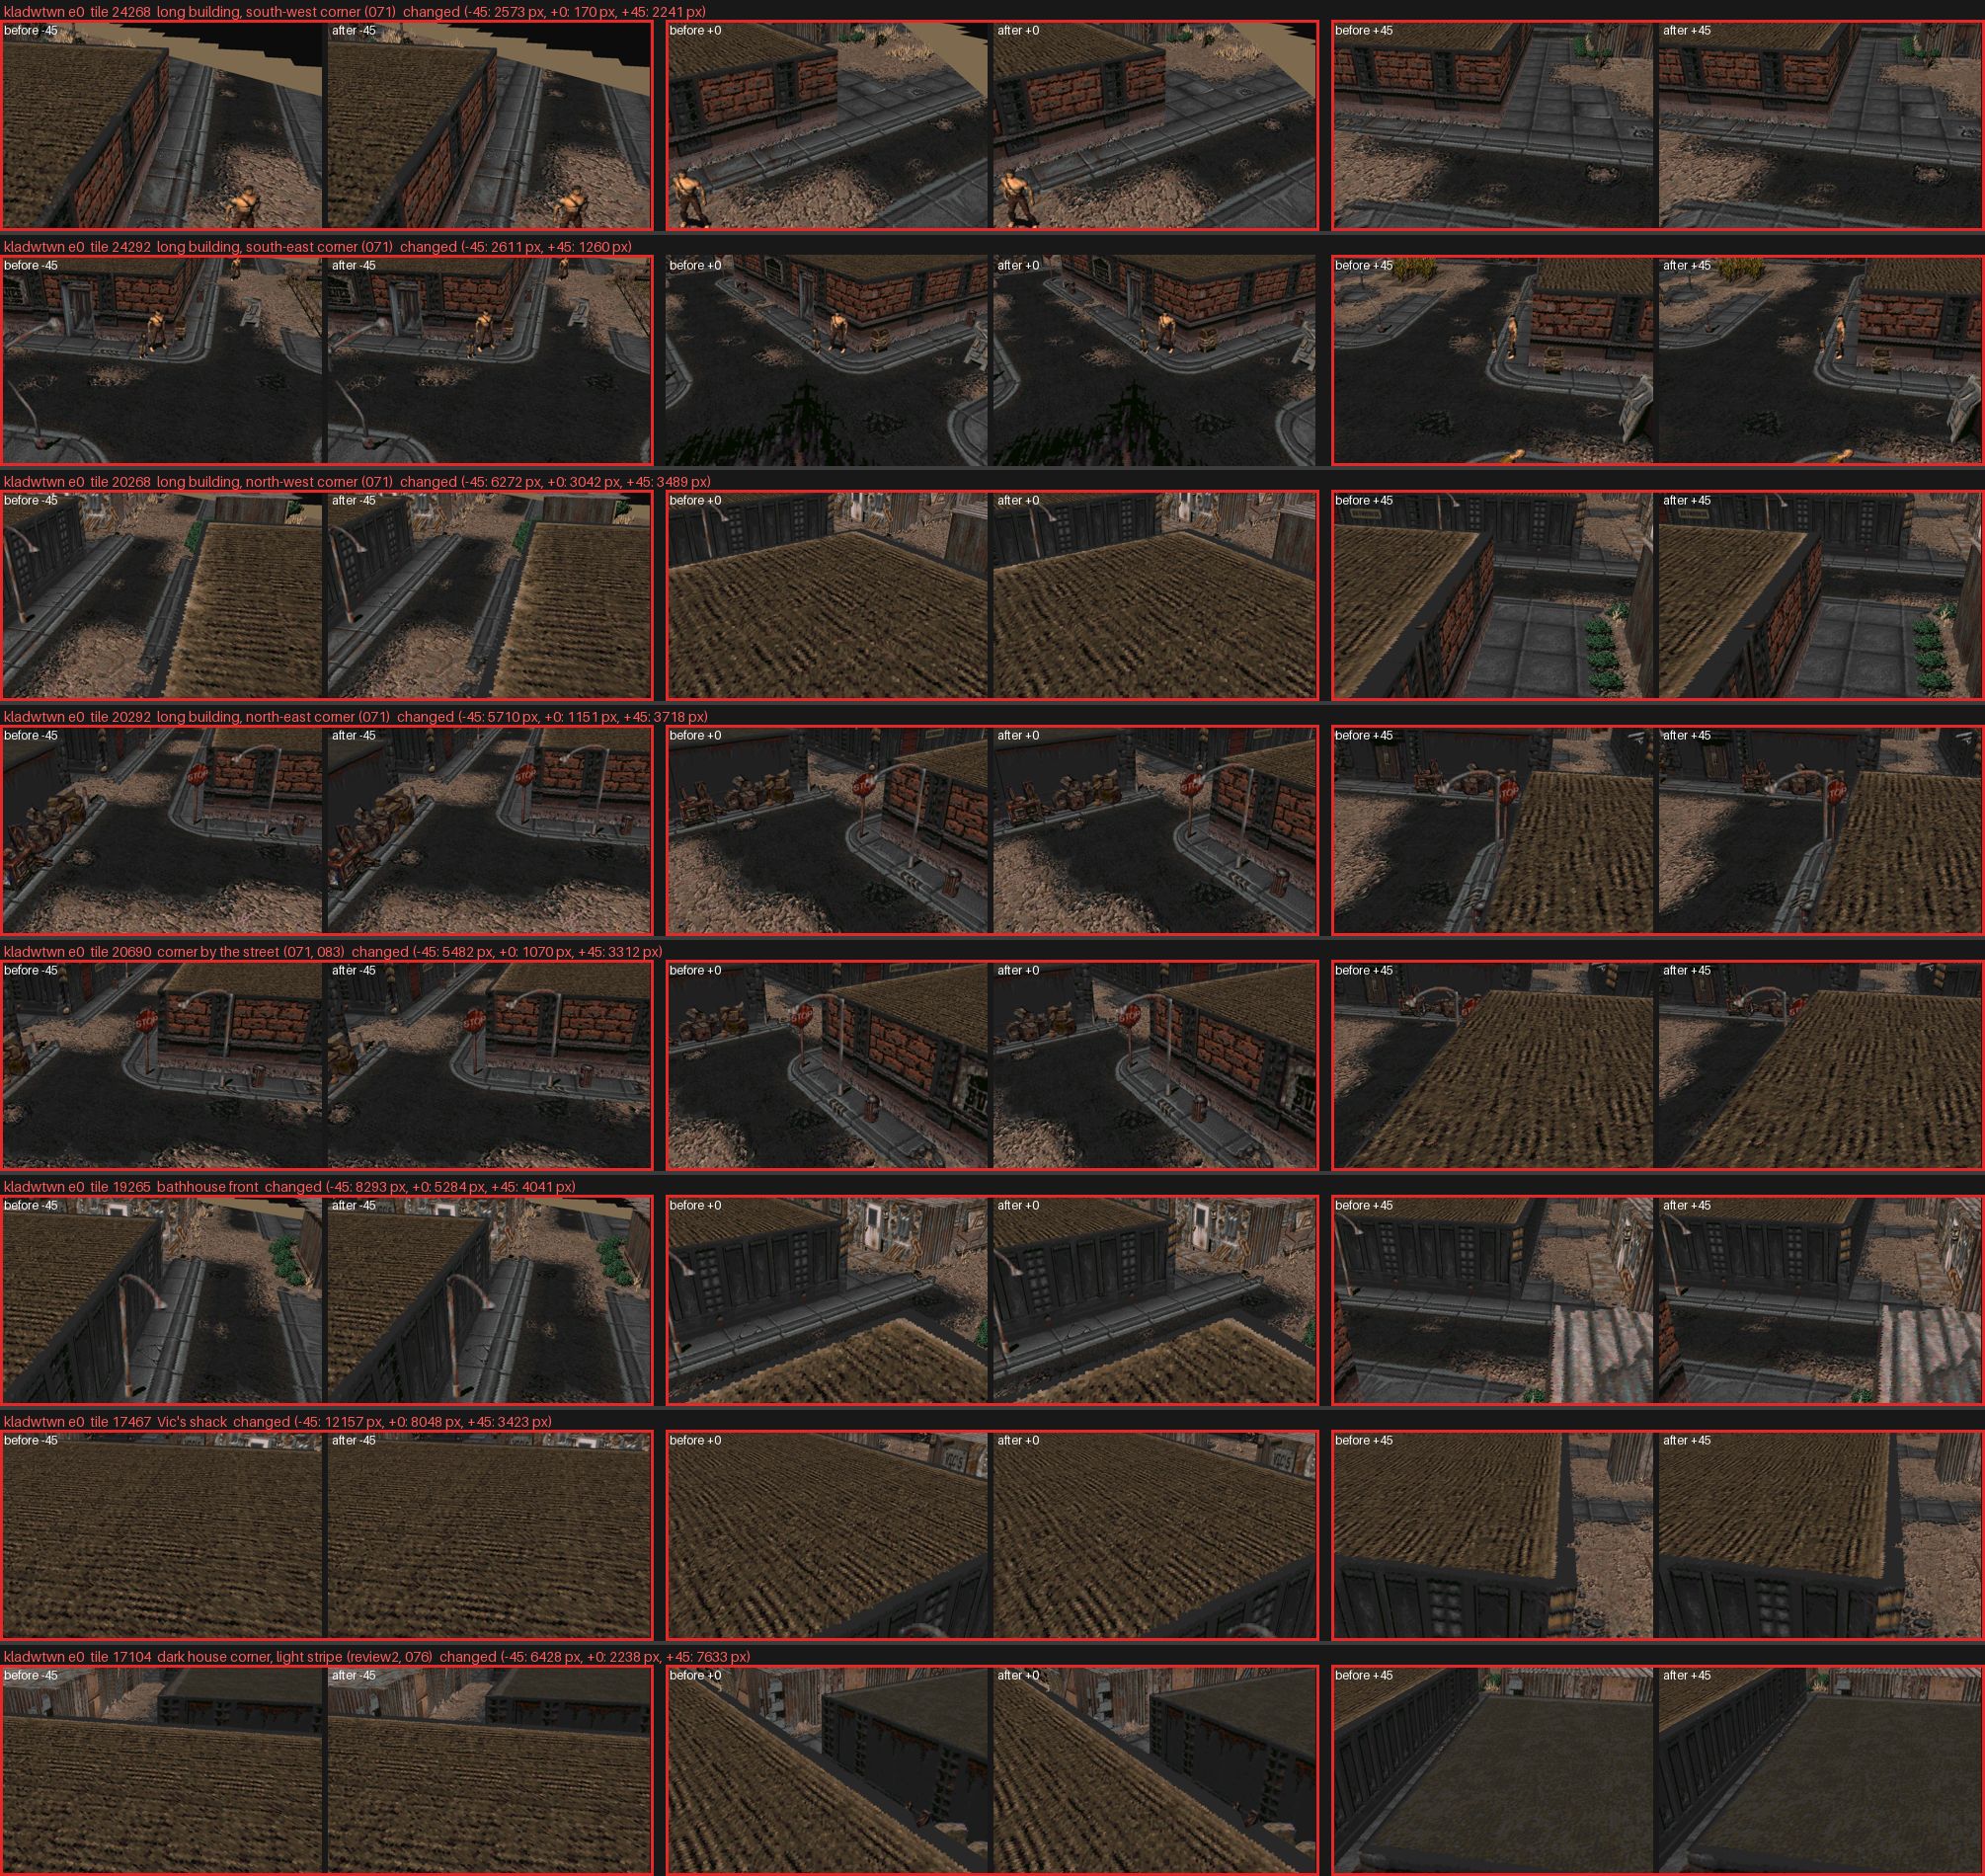 kladwtwn e0 tile 24268 long building, south-west corner (071) changed (-45: 2573 px, +0: 170 px, +45: 2241 px)
before -45 after -45 before +0 after +0 before +45 after +45
kladwtwn e0 tile 24292 long building, south-east corner (071) changed (-45: 2611 px, +45: 1260 px)
before -45 after -45 before +0 after +0 before +45 after +45
kladwtwn e0 tile 20268 long building, north-west corner (071) changed (-45: 6272 px, +0: 3042 px, +45: 3489 px)
before -45 after -45 before +0 after +0 before +45 after +45
kladwtwn e0 tile 20292 long building, north-east corner (071) changed (-45: 5710 px, +0: 1151 px, +45: 3718 px)
before -45 after -45 before +0 after +0 before +45 after +45
STOP STOP STOP STOP STOP STOP
kladwtwn e0 tile 20690 corner by the street (071, 083) changed (-45: 5482 px, +0: 1070 px, +45: 3312 px)
before -45 after -45 before +0 after +0 before +45 after +45
STOP STOP STOP STOP
kladwtwn e0 tile 19265 bathhouse front changed (-45: 8293 px, +0: 5284 px, +45: 4041 px)
before -45 after -45 before +0 after +0 before +45 after +45
kladwtwn e0 tile 17467 Vic's shack changed (-45: 12157 px, +0: 8048 px, +45: 3423 px)
before -45 after -45 before +0 after +0 before +45 after +45
VIC'S VIC'S
kladwtwn e0 tile 17104 dark house corner, light stripe (review2, 076) changed (-45: 6428 px, +0: 2238 px, +45: 7633 px)
before -45 after -45 before +0 after +0 before +45 after +45